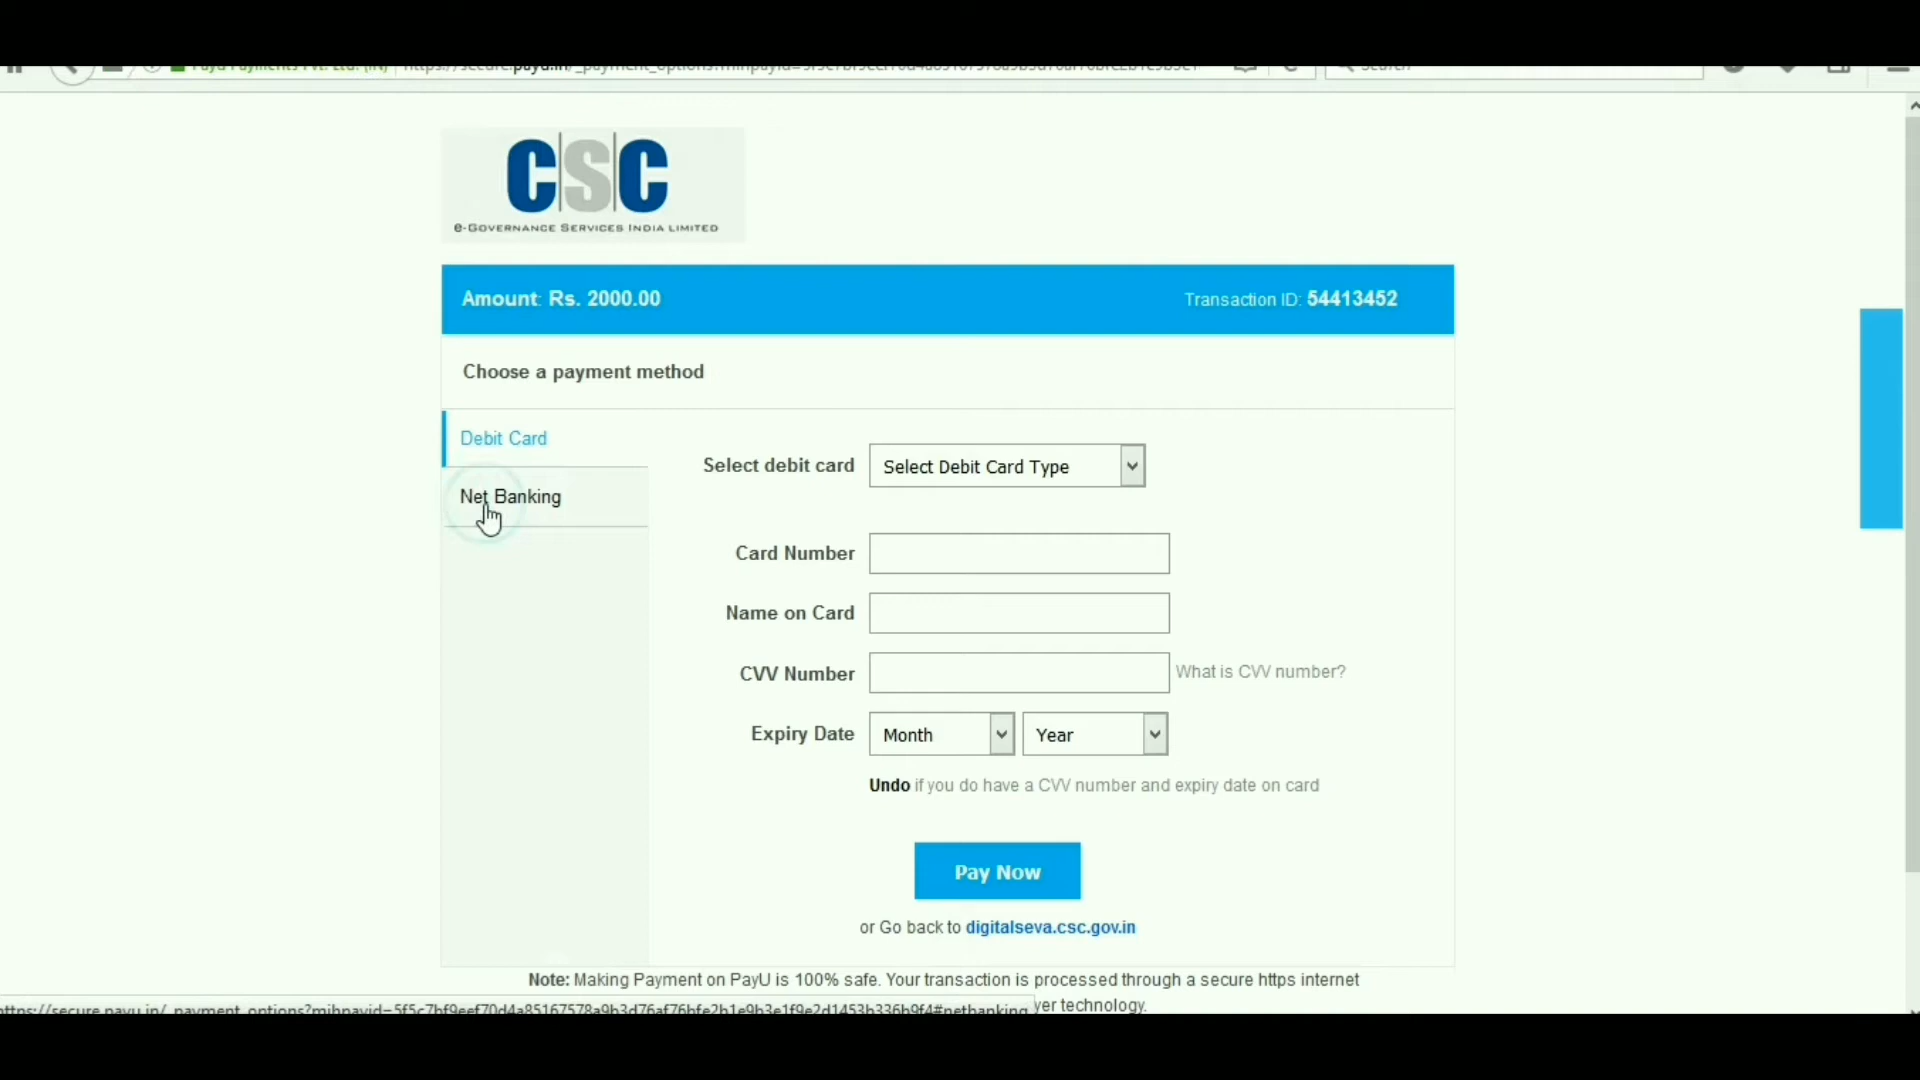 CSC
e-Governance Services India Limited
Amount: Rs. 2000.00
Transaction ID: 54413452
Choose a payment method
Debit Card
Net Banking
Select debit card
Select Debit Card Type
Card Number
Name on Card
CVV Number
What is CVV number?
Expiry Date
Month
Year
Undo if you do have a CVV number and expiry date on card
Pay Now
or Go back to digitalseva.csc.gov.in
Note: Making Payment on PayU is 100% safe. Your transaction is processed through a secure https internet
technology.